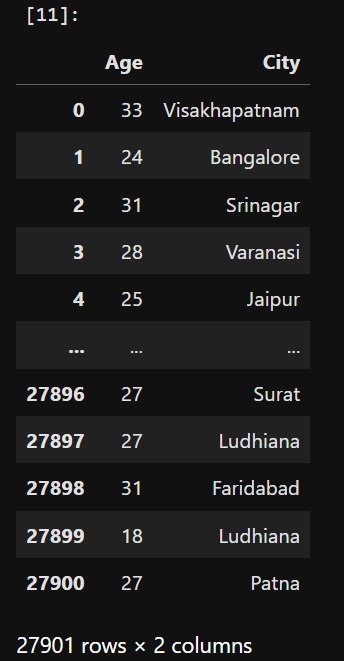 [11]:
Age City
0 33 Visakhapatnam
1 24 Bangalore
2 31 Srinagar
3 28 Varanasi
4 25 Jaipur
... ... ...
27896 27 Surat
27897 27 Ludhiana
27898 31 Faridabad
27899 18 Ludhiana
27900 27 Patna
27901 rows × 2 columns